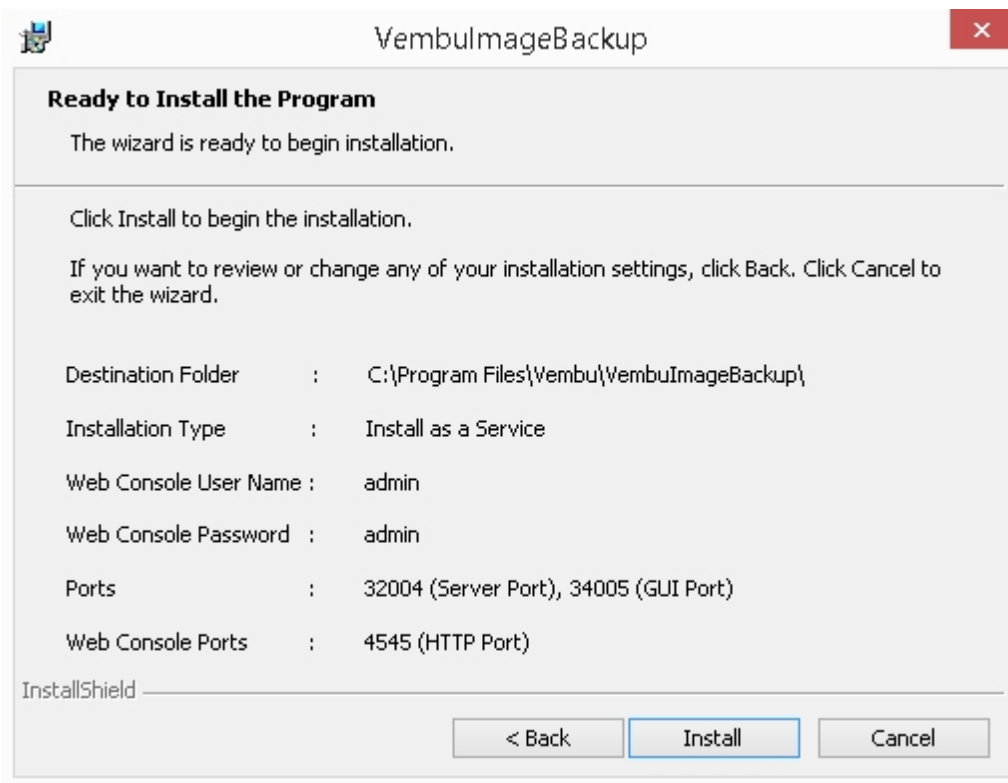 VembuImageBackup
Ready to Install the Program
The wizard is ready to begin installation.
Click Install to begin the installation.
If you want to review or change any of your installation settings, click Back. Click Cancel to
exit the wizard.
Destination Folder : C:\Program Files\Vembu\VembuImageBackup\
Installation Type : Install as a Service
Web Console User Name : admin
Web Console Password : admin
Ports : 32004 (Server Port), 34005 (GUI Port)
Web Console Ports : 4545 (HTTP Port)
InstallShield
< Back Install Cancel